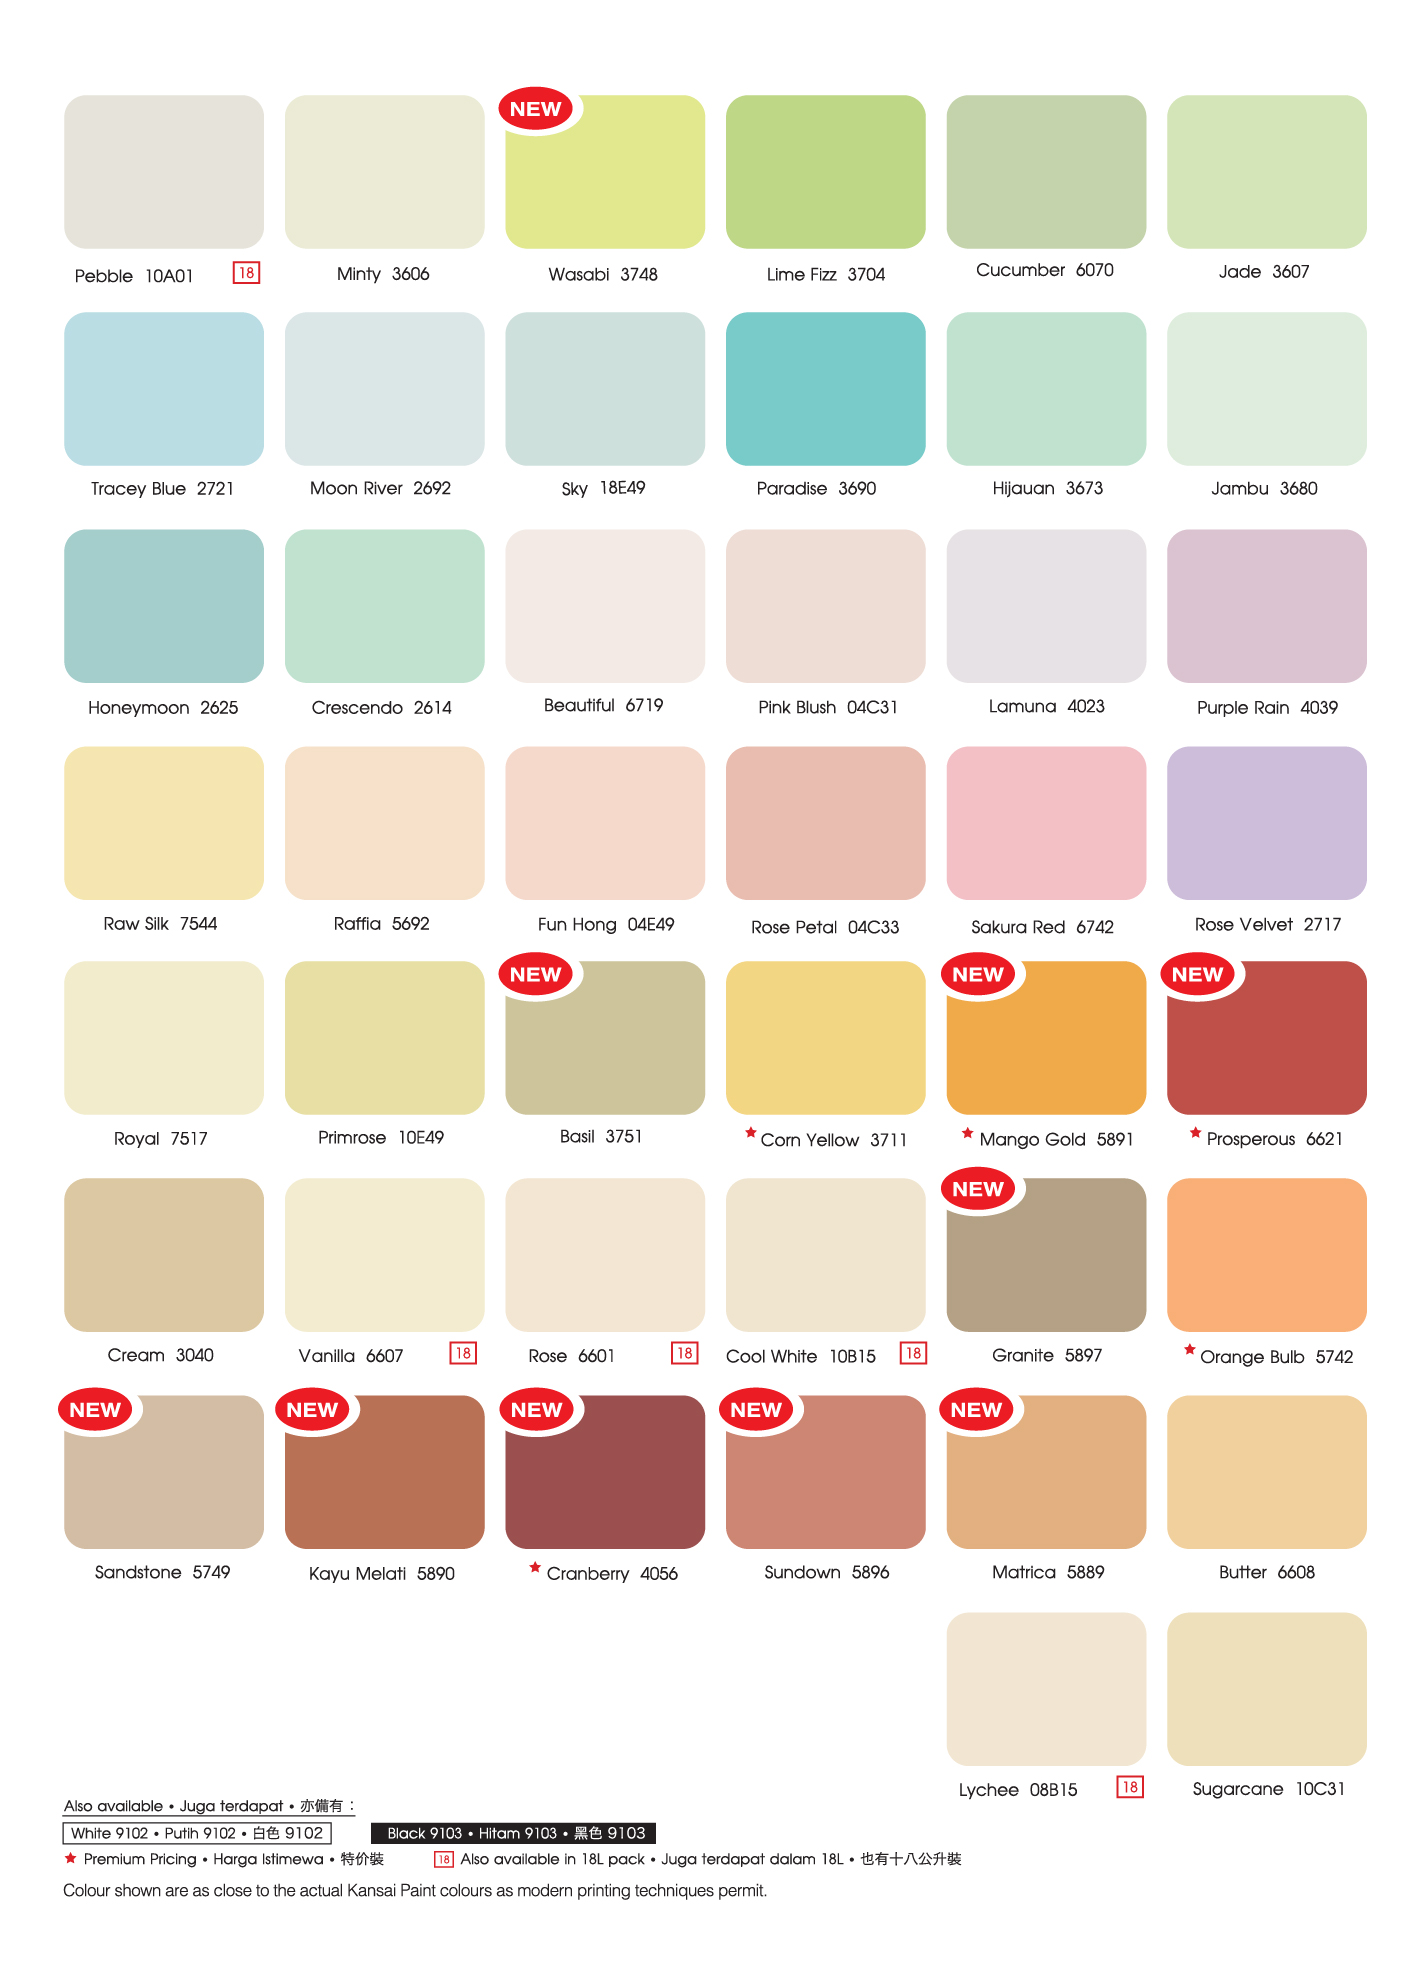 NEW
Pebble 10A01 18 Minty 3606 Wasabi 3748 Lime Fizz 3704 Cucumber 6070 Jade 3607
Tracey Blue 2721 Moon River 2692 Sky 18E49 Paradise 3690 Hijauan 3673 Jambu 3680
Honeymoon 2625 Crescendo 2614 Beautiful 6719 Pink Blush 04C31 Lamuna 4023 Purple Rain 4039
Raw Silk 7544 Raffia 5692 Fun Hong 04E49 Rose Petal 04C33 Sakura Red 6742 Rose Velvet 2717
NEW NEW NEW
Royal 7517 Primrose 10E49 Basil 3751 ★ Corn Yellow 3711 ★ Mango Gold 5891 ★ Prosperous 6621
NEW
Cream 3040 Vanilla 6607 18 Rose 6601 18 Cool White 10B15 18 Granite 5897 ★ Orange Bulb 5742
NEW NEW NEW NEW NEW
Sandstone 5749 Kayu Melati 5890 ★ Cranberry 4056 Sundown 5896 Matrica 5889 Butter 6608
Lychee 08B15 18 Sugarcane 10C31
Also available • Juga terdapat • 亦備有：
White 9102 • Putih 9102 • 白色 9102 Black 9103 • Hitam 9103 • 黑色 9103
★ Premium Pricing • Harga Istimewa • 特价裝 18 Also available in 18L pack • Juga terdapat dalam 18L • 也有十八公升裝
Colour shown are as close to the actual Kansai Paint colours as modern printing techniques permit.